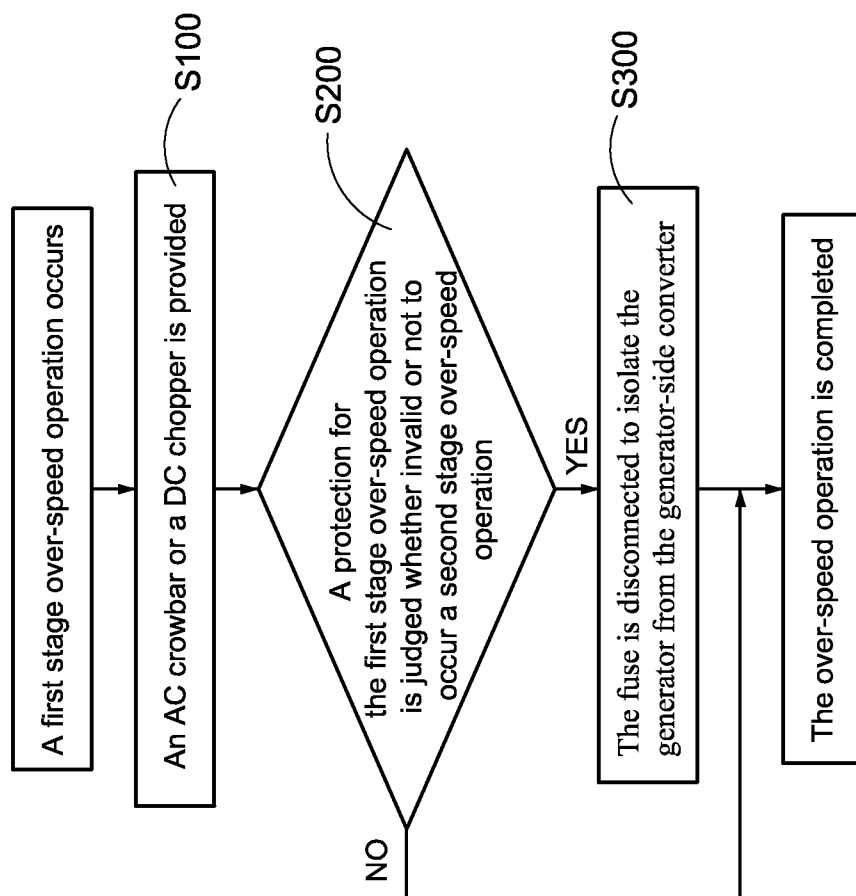 A first stage over-speed operation occurs
S100
An AC crowbar or a DC chopper is provided
S200
A protection for
the first stage over-speed operation
is judged whether invalid or not to
occur a second stage over-speed
operation
NO
YES
S300
The fuse is disconnected to isolate the
generator from the generator-side converter
The over-speed operation is completed